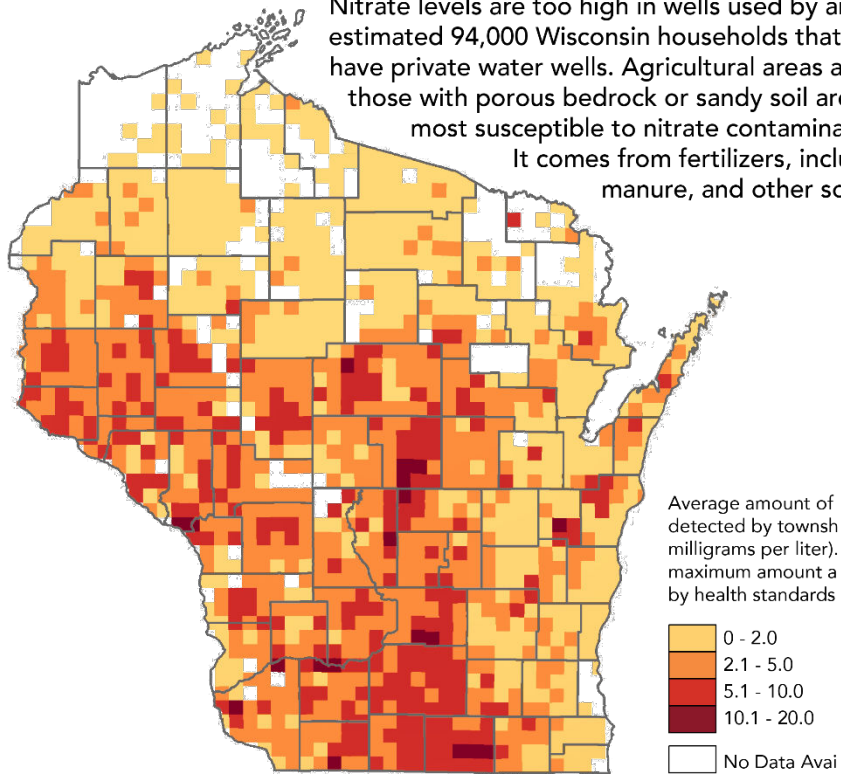 Nitrate levels are too high in wells used by an
estimated 94,000 Wisconsin households that
have private water wells. Agricultural areas a
those with porous bedrock or sandy soil are
most susceptible to nitrate contamina
It comes from fertilizers, inclu
manure, and other so
Average amount of
detected by townsh
milligrams per liter).
maximum amount a
by health standards
0 - 2.0
2.1 - 5.0
5.1 - 10.0
10.1 - 20.0
No Data Avai